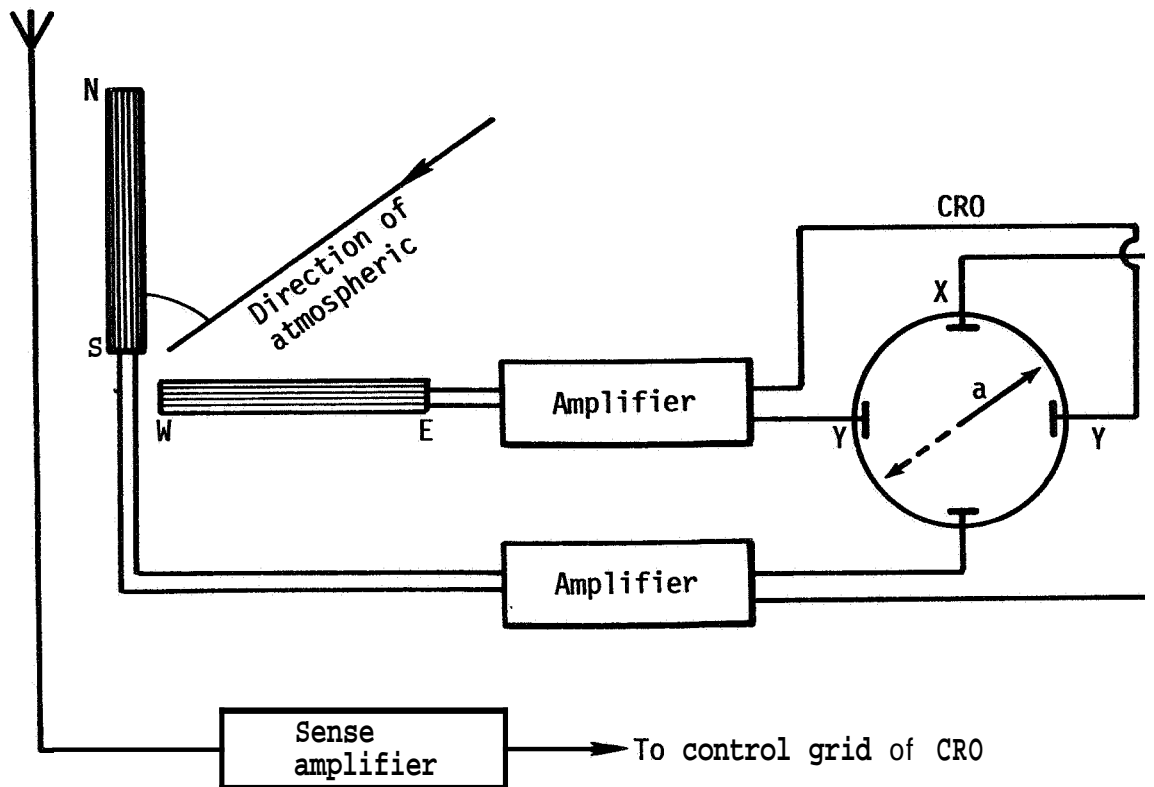 N
CRO
Direction of
atmospheric
X
S
a
Amplifier
W
E
Y
Y
Amplifier
Sense
amplifier
To control grid of CRO